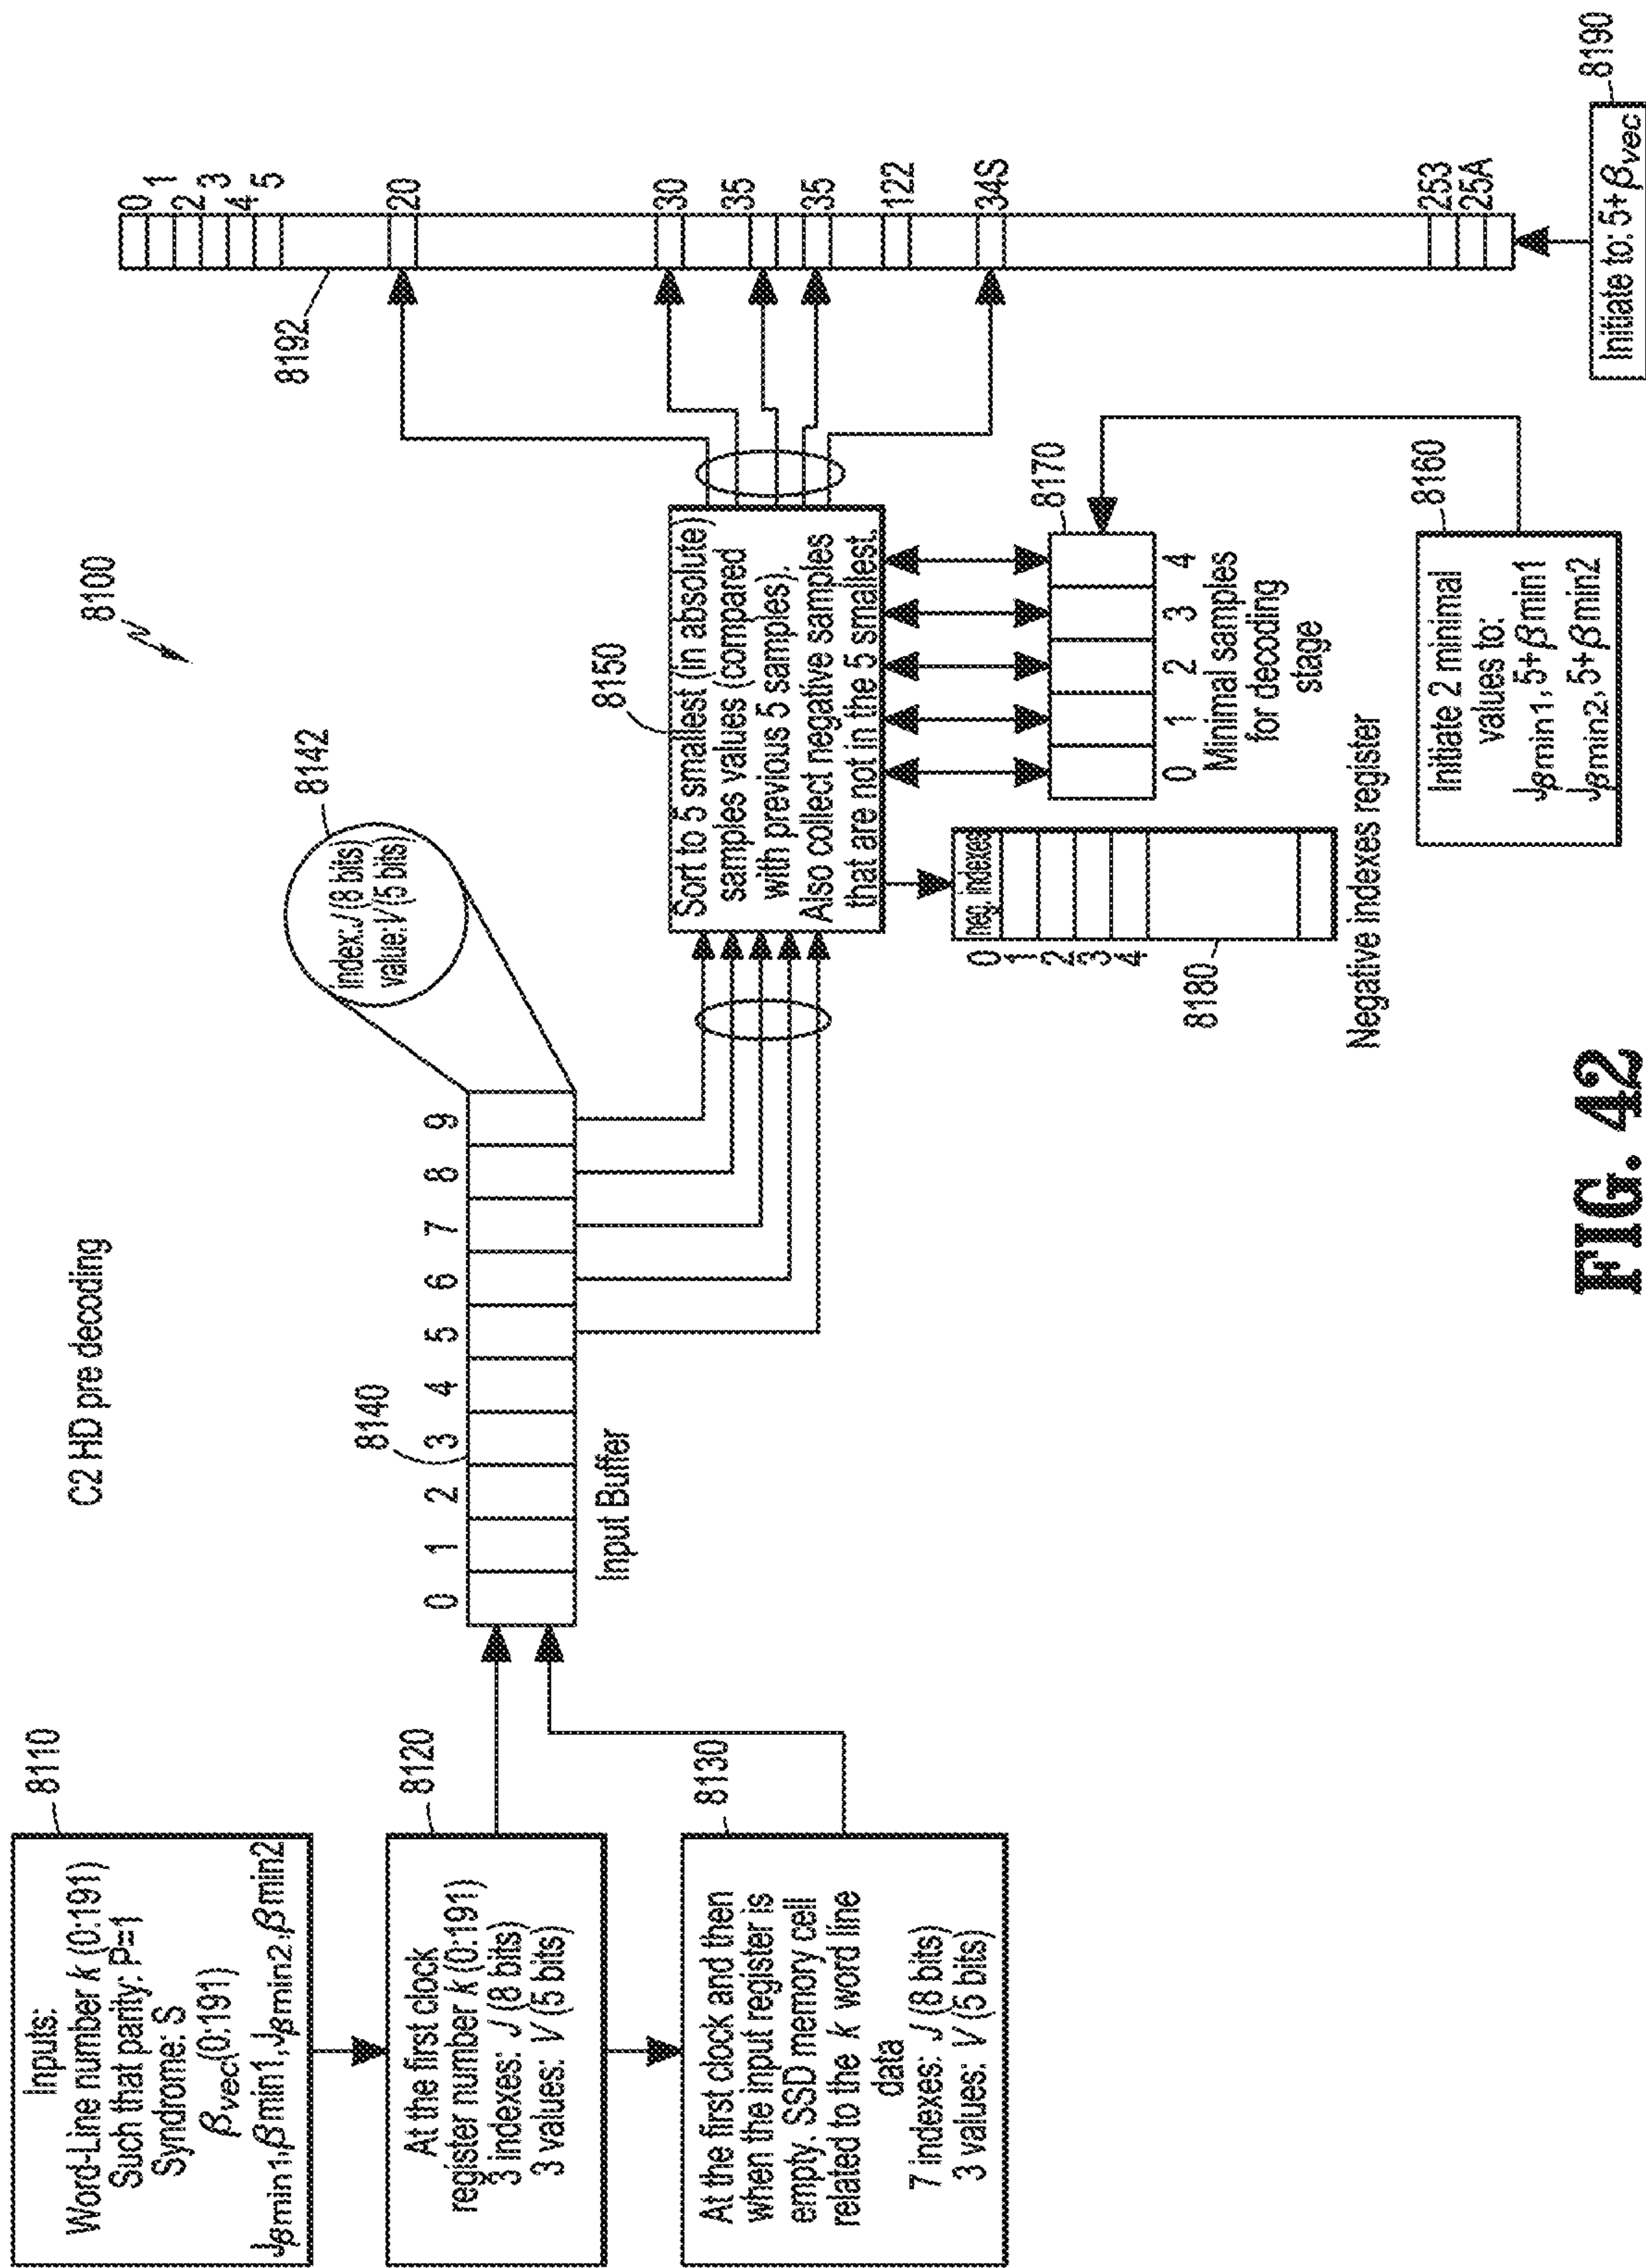 C2 HD pre decoding
8100
8110
Inputs:
Word-Line number k (0:191)
Such that parity: P=1
Syndrome: S
βvec(0:191)
Jβmin1,βmin1,Jβmin2,βmin2
8120
At the first clock
register number k (0:191)
3 indexes: J (8 bits)
3 values: V (5 bits)
8130
At the first clock and then
when the input register is
empty. SSD memory cell
related to the k word line
data
7 indexes: J (8 bits)
3 values: V (5 bits)
8140
0 1 2 3 4 5 6 7 8 9
Input Buffer
8142
index:J (8 bits)
value:V (5 bits)
8150
Sort to 5 smallest (in absolute)
samples values (compared
with previous 5 samples).
Also collect negative samples
that are not in the 5 smallest.
8170
0 1 2 3 4
Minimal samples
for decoding
stage
8180
neg. indexes
0
1
2
3
4
Negative indexes register
8160
Initiate 2 minimal
values to:
Jβmin1,5+βmin1
Jβmin2,5+βmin2
8192
0
1
2
3
4
5
20
30
35
35
122
34S
253
25A
8190
Initiate to: 5+βvec
FIG. 42